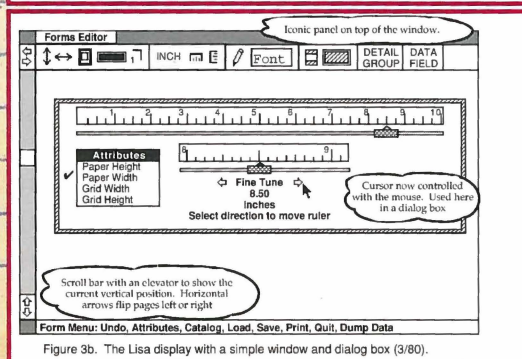 Iconic panel on top of the window.
Forms Editor
INCH
Font
DETAIL GROUP
DATA FIELD
1 2 3 4 5 6 7 8 9 10
8 9
Attributes
Paper Height
Paper Width
Grid Width
Grid Height
Fine Tune
8.50
Inches
Select direction to move ruler
Cursor now controlled
with the mouse. Used here
in a dialog box
Scroll bar with an elevator to show the
current vertical position. Horizontal
arrows flip pages left or right
Form Menu: Undo, Attributes, Catalog, Load, Save, Print, Quit, Dump Data
Figure 3b. The Lisa display with a simple window and dialog box (3/80).